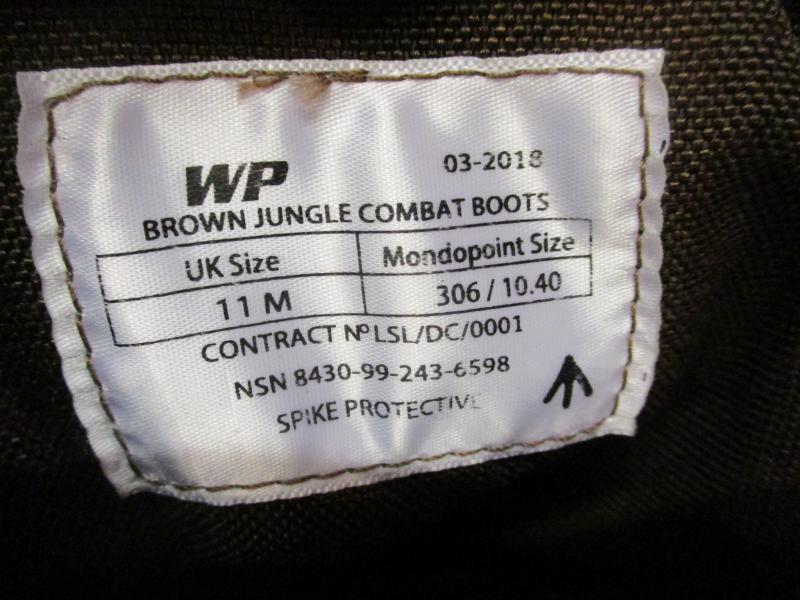 WP 03-2018
BROWN JUNGLE COMBAT BOOTS
UK Size Mondopoint Size
11 M 306 / 10.40
CONTRACT Nº LSL/DC/0001
NSN 8430-99-243-6598
SPIKE PROTECTIVE